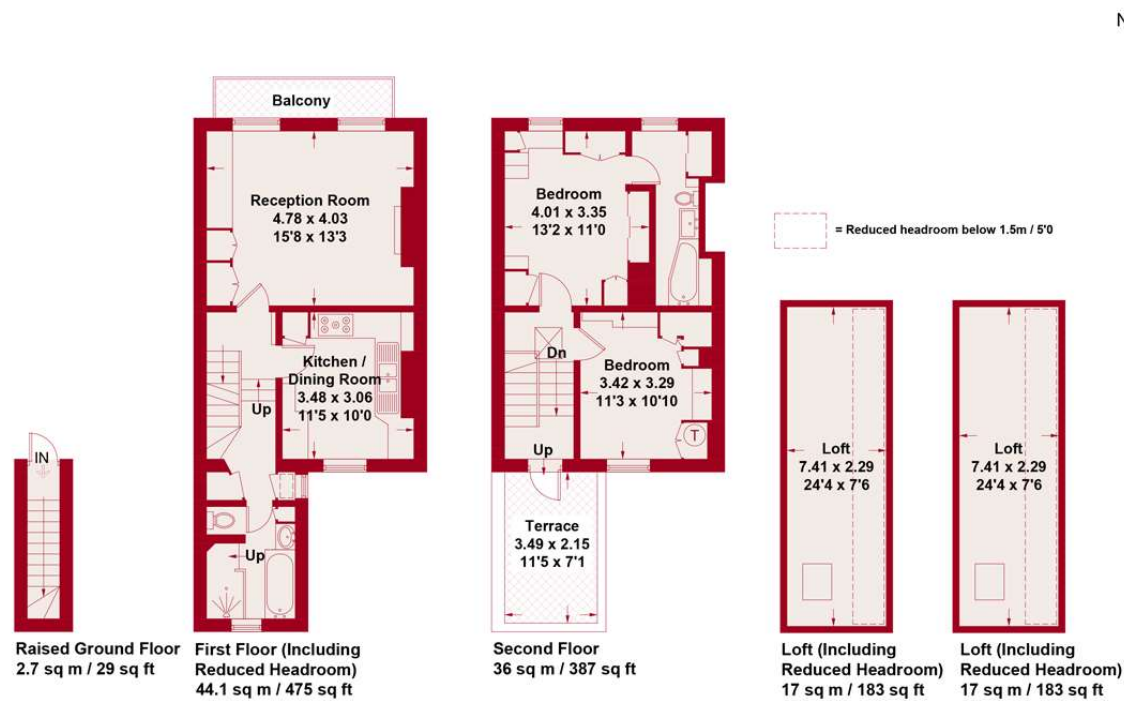 N
Balcony
Reception Room
4.78 x 4.03
15'8 x 13'3
Kitchen /
Dining Room
3.48 x 3.06
11'5 x 10'0
Up
Up
IN
Raised Ground Floor
2.7 sq m / 29 sq ft
First Floor (Including
Reduced Headroom)
44.1 sq m / 475 sq ft
Bedroom
4.01 x 3.35
13'2 x 11'0
Dn
Bedroom
3.42 x 3.29
11'3 x 10'10
T
Up
Terrace
3.49 x 2.15
11'5 x 7'1
Second Floor
36 sq m / 387 sq ft
= Reduced headroom below 1.5m / 5'0
Loft
7.41 x 2.29
24'4 x 7'6
Loft (Including
Reduced Headroom)
17 sq m / 183 sq ft
Loft
7.41 x 2.29
24'4 x 7'6
Loft (Including
Reduced Headroom)
17 sq m / 183 sq ft